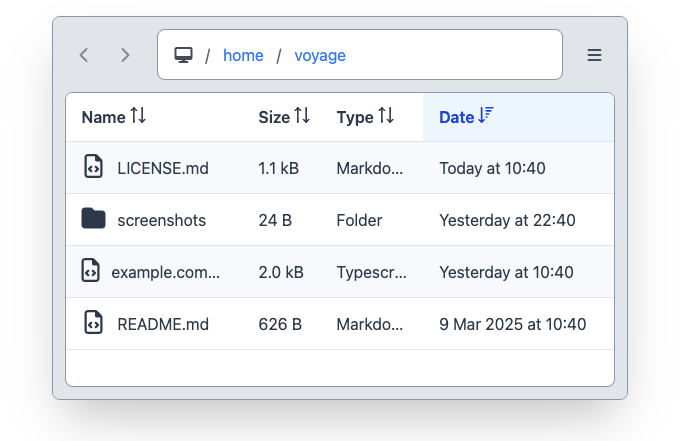 / home / voyage
Name Size Type Date
LICENSE.md 1.1 kB Markdo... Today at 10:40
screenshots 24 B Folder Yesterday at 22:40
example.com... 2.0 kB Typescr... Yesterday at 10:40
README.md 626 B Markdo... 9 Mar 2025 at 10:40